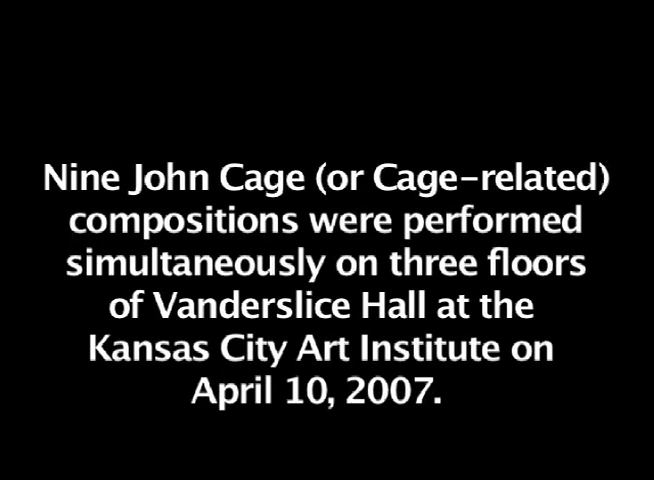 Nine John Cage (or Cage-related)
compositions were performed
simultaneously on three floors
of Vanderslice Hall at the
Kansas City Art Institute on
April 10, 2007.